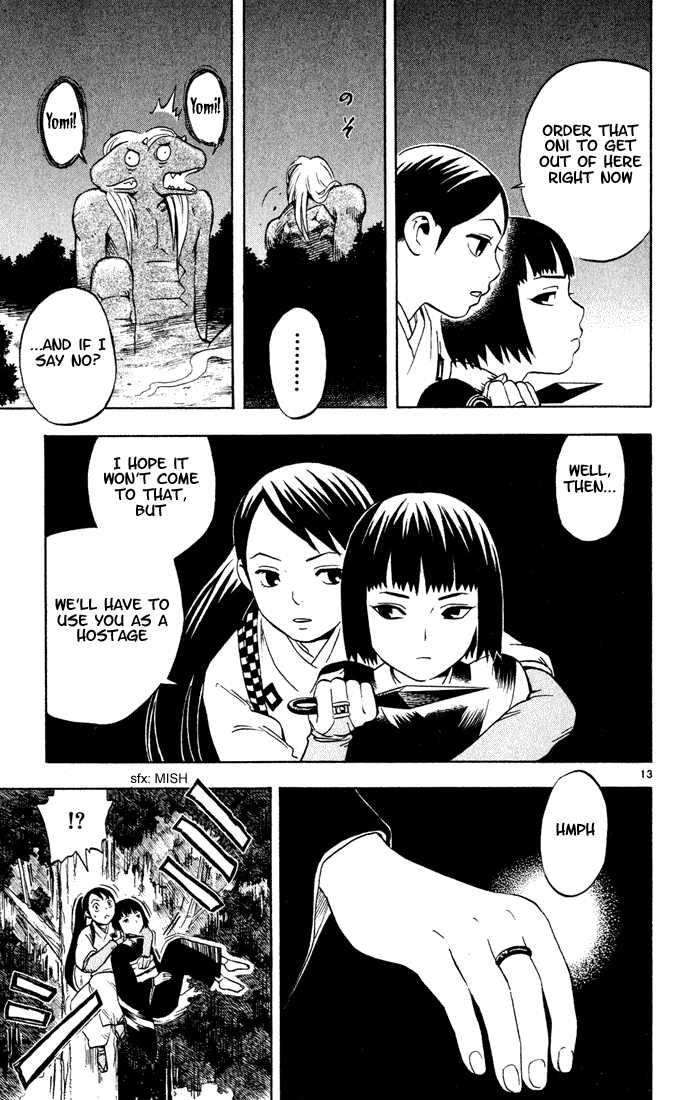 ORDER THAT
ONI TO GET
OUT OF HERE
RIGHT NOW
のそ
........
Yomi!
Yomi!
...AND IF I
SAY NO?
WELL,
THEN...
I HOPE IT
WON'T COME
TO THAT,
BUT
WE'LL HAVE TO
USE YOU AS A
HOSTAGE
13
HMPH
sfx: MISH
!?